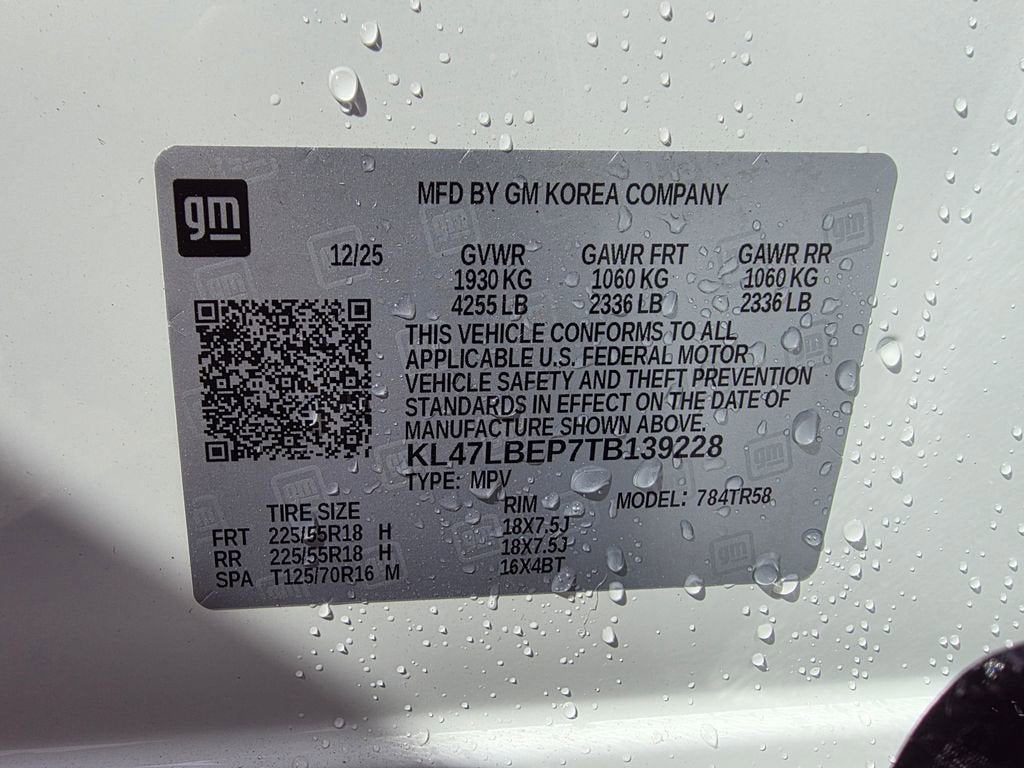 gm
MFD BY GM KOREA COMPANY
12/25 GVWR GAWR FRT GAWR RR
1930 KG 1060 KG 1060 KG
4255 LB 2336 LB 2336 LB
THIS VEHICLE CONFORMS TO ALL
APPLICABLE U.S. FEDERAL MOTOR
VEHICLE SAFETY AND THEFT PREVENTION
STANDARDS IN EFFECT ON THE DATE OF
MANUFACTURE SHOWN ABOVE.
KL47LBEP7TB139228
TYPE: MPV MODEL: 784TR58
TIRE SIZE RIM
FRT 225/55R18 H 18X7.5J
RR 225/55R18 H 18X7.5J
SPA T125/70R16 M 16X4BT